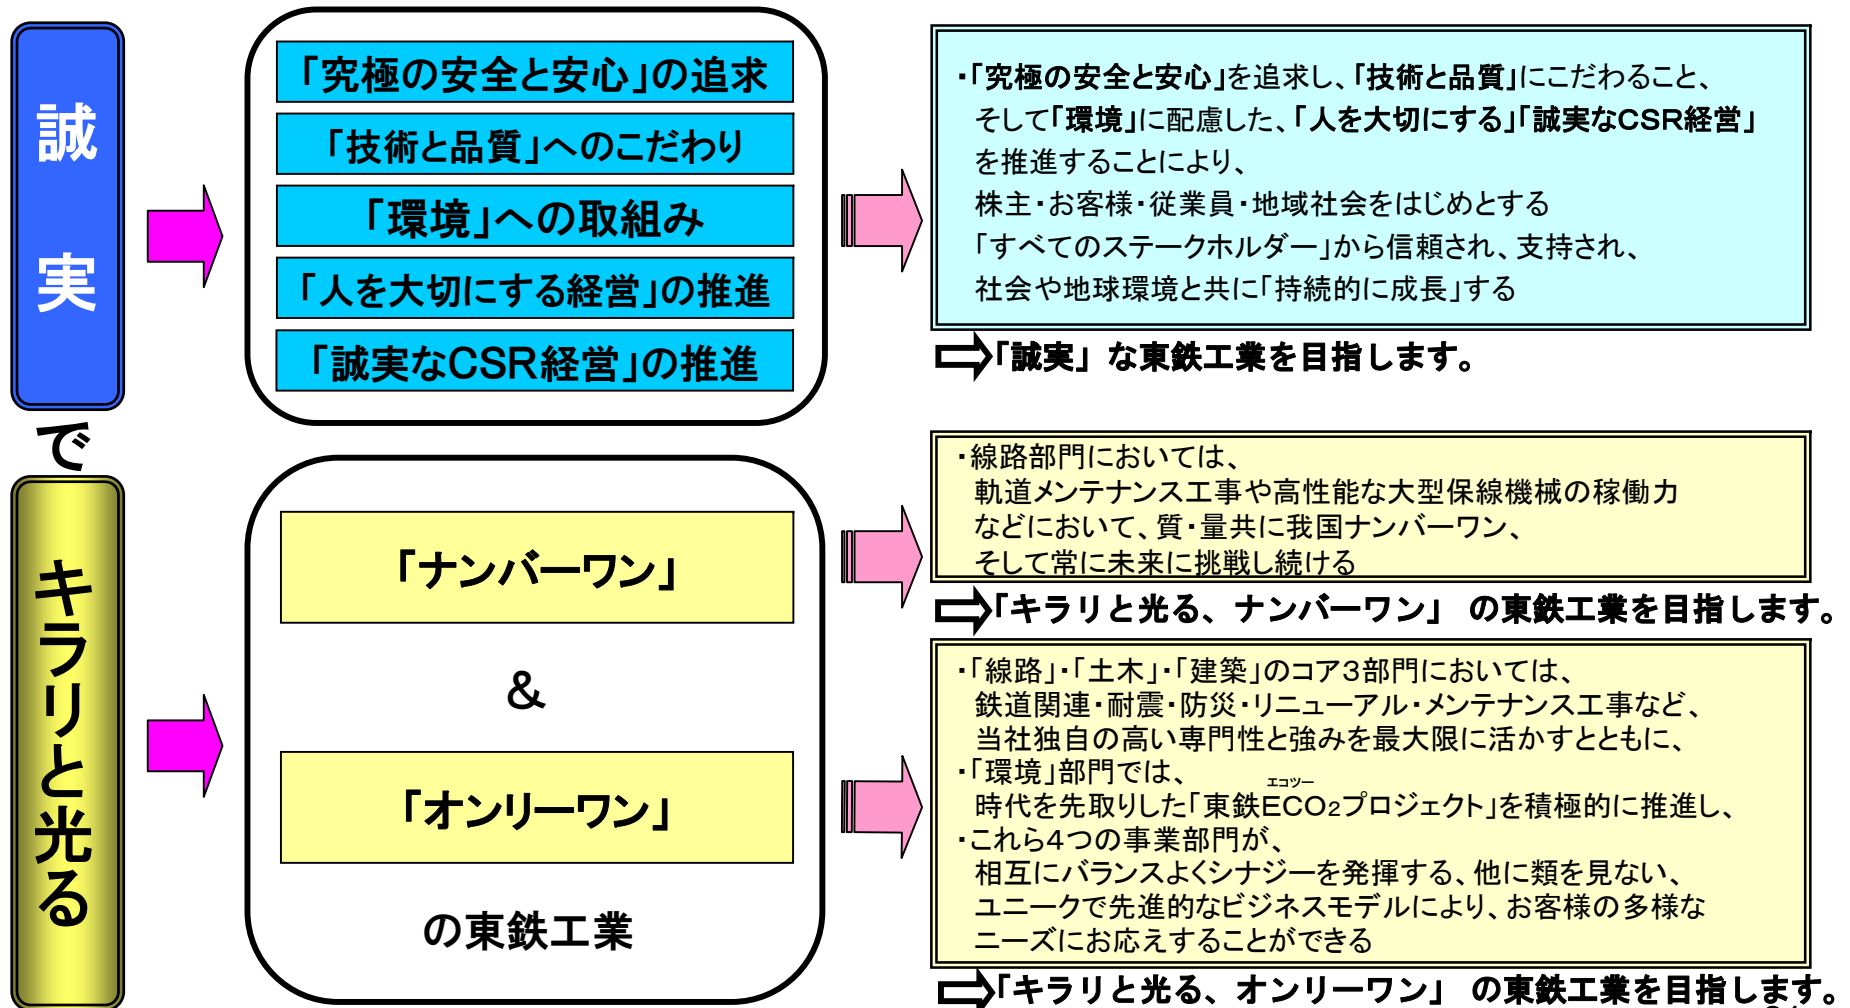 誠実
で
キラリと光る
「究極の安全と安心」の追求
「技術と品質」へのこだわり
「環境」への取組み
「人を大切にする経営」の推進
「誠実なCSR経営」の推進
・「究極の安全と安心」を追求し、「技術と品質」にこだわること、
そして「環境」に配慮した、「人を大切にする」「誠実なCSR経営」
を推進することにより、
株主・お客様・従業員・地域社会をはじめとする
「すべてのステークホルダー」から信頼され、支持され、
社会や地球環境と共に「持続的に成長」する
「誠実」な東鉄工業を目指します。
「ナンバーワン」
&
「オンリーワン」
の東鉄工業
・線路部門においては、
軌道メンテナンス工事や高性能な大型保線機械の稼働力
などにおいて、質・量共に我国ナンバーワン、
そして常に未来に挑戦し続ける
「キラリと光る、ナンバーワン」 の東鉄工業を目指します。
・「線路」・「土木」・「建築」のコア3部門においては、
鉄道関連・耐震・防災・リニューアル・メンテナンス工事など、
当社独自の高い専門性と強みを最大限に活かすとともに、
・「環境」部門では、
エコツー
時代を先取りした「東鉄ECO2プロジェクト」を積極的に推進し、
・これら4つの事業部門が、
相互にバランスよくシナジーを発揮する、他に類を見ない、
ユニークで先進的なビジネスモデルにより、お客様の多様な
ニーズにお応えすることができる
「キラリと光る、オンリーワン」 の東鉄工業を目指します。